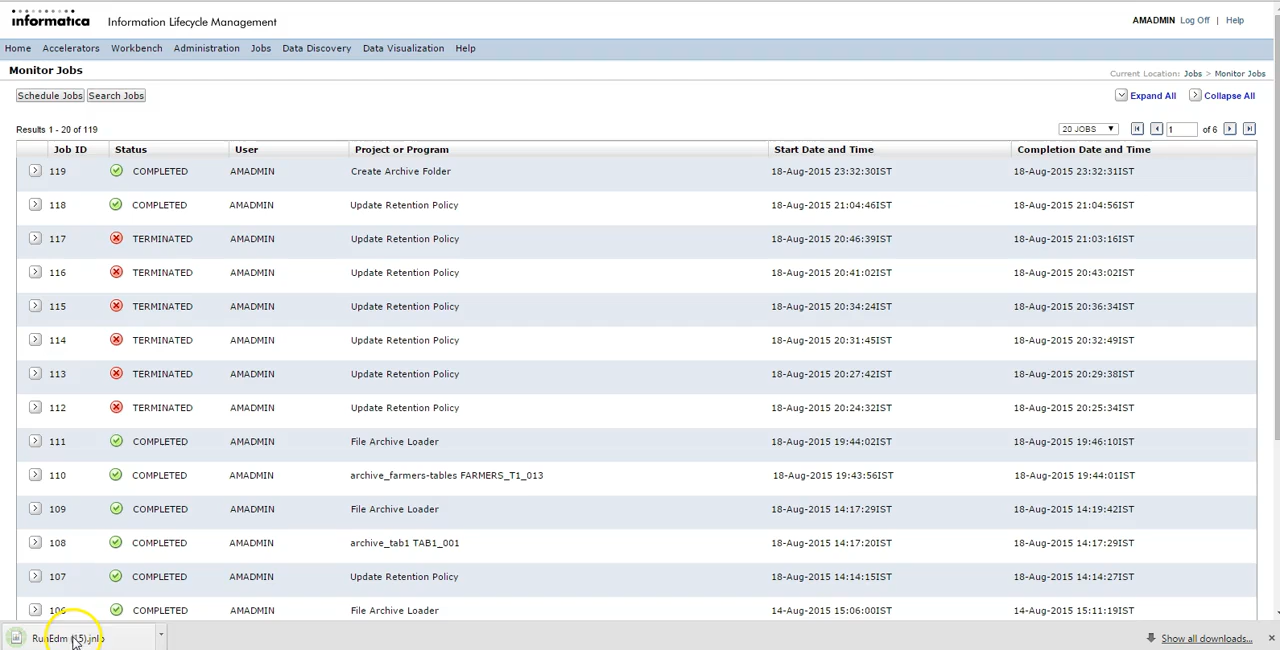 informatica Information Lifecycle Management AMADMIN Log Off | Help
Home Accelerators Workbench Administration Jobs Data Discovery Data Visualization Help
Monitor Jobs Current Location: Jobs > Monitor Jobs
Schedule Jobs Search Jobs Expand All Collapse All
Results 1 - 20 of 119 20 JOBS 1 of 6
Job ID Status User Project or Program Start Date and Time Completion Date and Time
119 COMPLETED AMADMIN Create Archive Folder 18-Aug-2015 23:32:30IST 18-Aug-2015 23:32:31IST
118 COMPLETED AMADMIN Update Retention Policy 18-Aug-2015 21:04:46IST 18-Aug-2015 21:04:56IST
117 TERMINATED AMADMIN Update Retention Policy 18-Aug-2015 20:46:39IST 18-Aug-2015 21:03:16IST
116 TERMINATED AMADMIN Update Retention Policy 18-Aug-2015 20:41:02IST 18-Aug-2015 20:43:02IST
115 TERMINATED AMADMIN Update Retention Policy 18-Aug-2015 20:34:24IST 18-Aug-2015 20:36:34IST
114 TERMINATED AMADMIN Update Retention Policy 18-Aug-2015 20:31:45IST 18-Aug-2015 20:32:49IST
113 TERMINATED AMADMIN Update Retention Policy 18-Aug-2015 20:27:42IST 18-Aug-2015 20:29:38IST
112 TERMINATED AMADMIN Update Retention Policy 18-Aug-2015 20:24:32IST 18-Aug-2015 20:25:34IST
111 COMPLETED AMADMIN File Archive Loader 18-Aug-2015 19:44:02IST 18-Aug-2015 19:46:10IST
110 COMPLETED AMADMIN archive_farmers-tables FARMERS_T1_013 18-Aug-2015 19:43:56IST 18-Aug-2015 19:44:01IST
109 COMPLETED AMADMIN File Archive Loader 18-Aug-2015 14:17:29IST 18-Aug-2015 14:19:42IST
108 COMPLETED AMADMIN archive_tab1 TAB1_001 18-Aug-2015 14:17:20IST 18-Aug-2015 14:17:29IST
107 COMPLETED AMADMIN Update Retention Policy 18-Aug-2015 14:14:15IST 18-Aug-2015 14:14:27IST
106 COMPLETED AMADMIN File Archive Loader 14-Aug-2015 15:06:00IST 14-Aug-2015 15:11:19IST
RunEdm (15).jnlp Show all downloads...